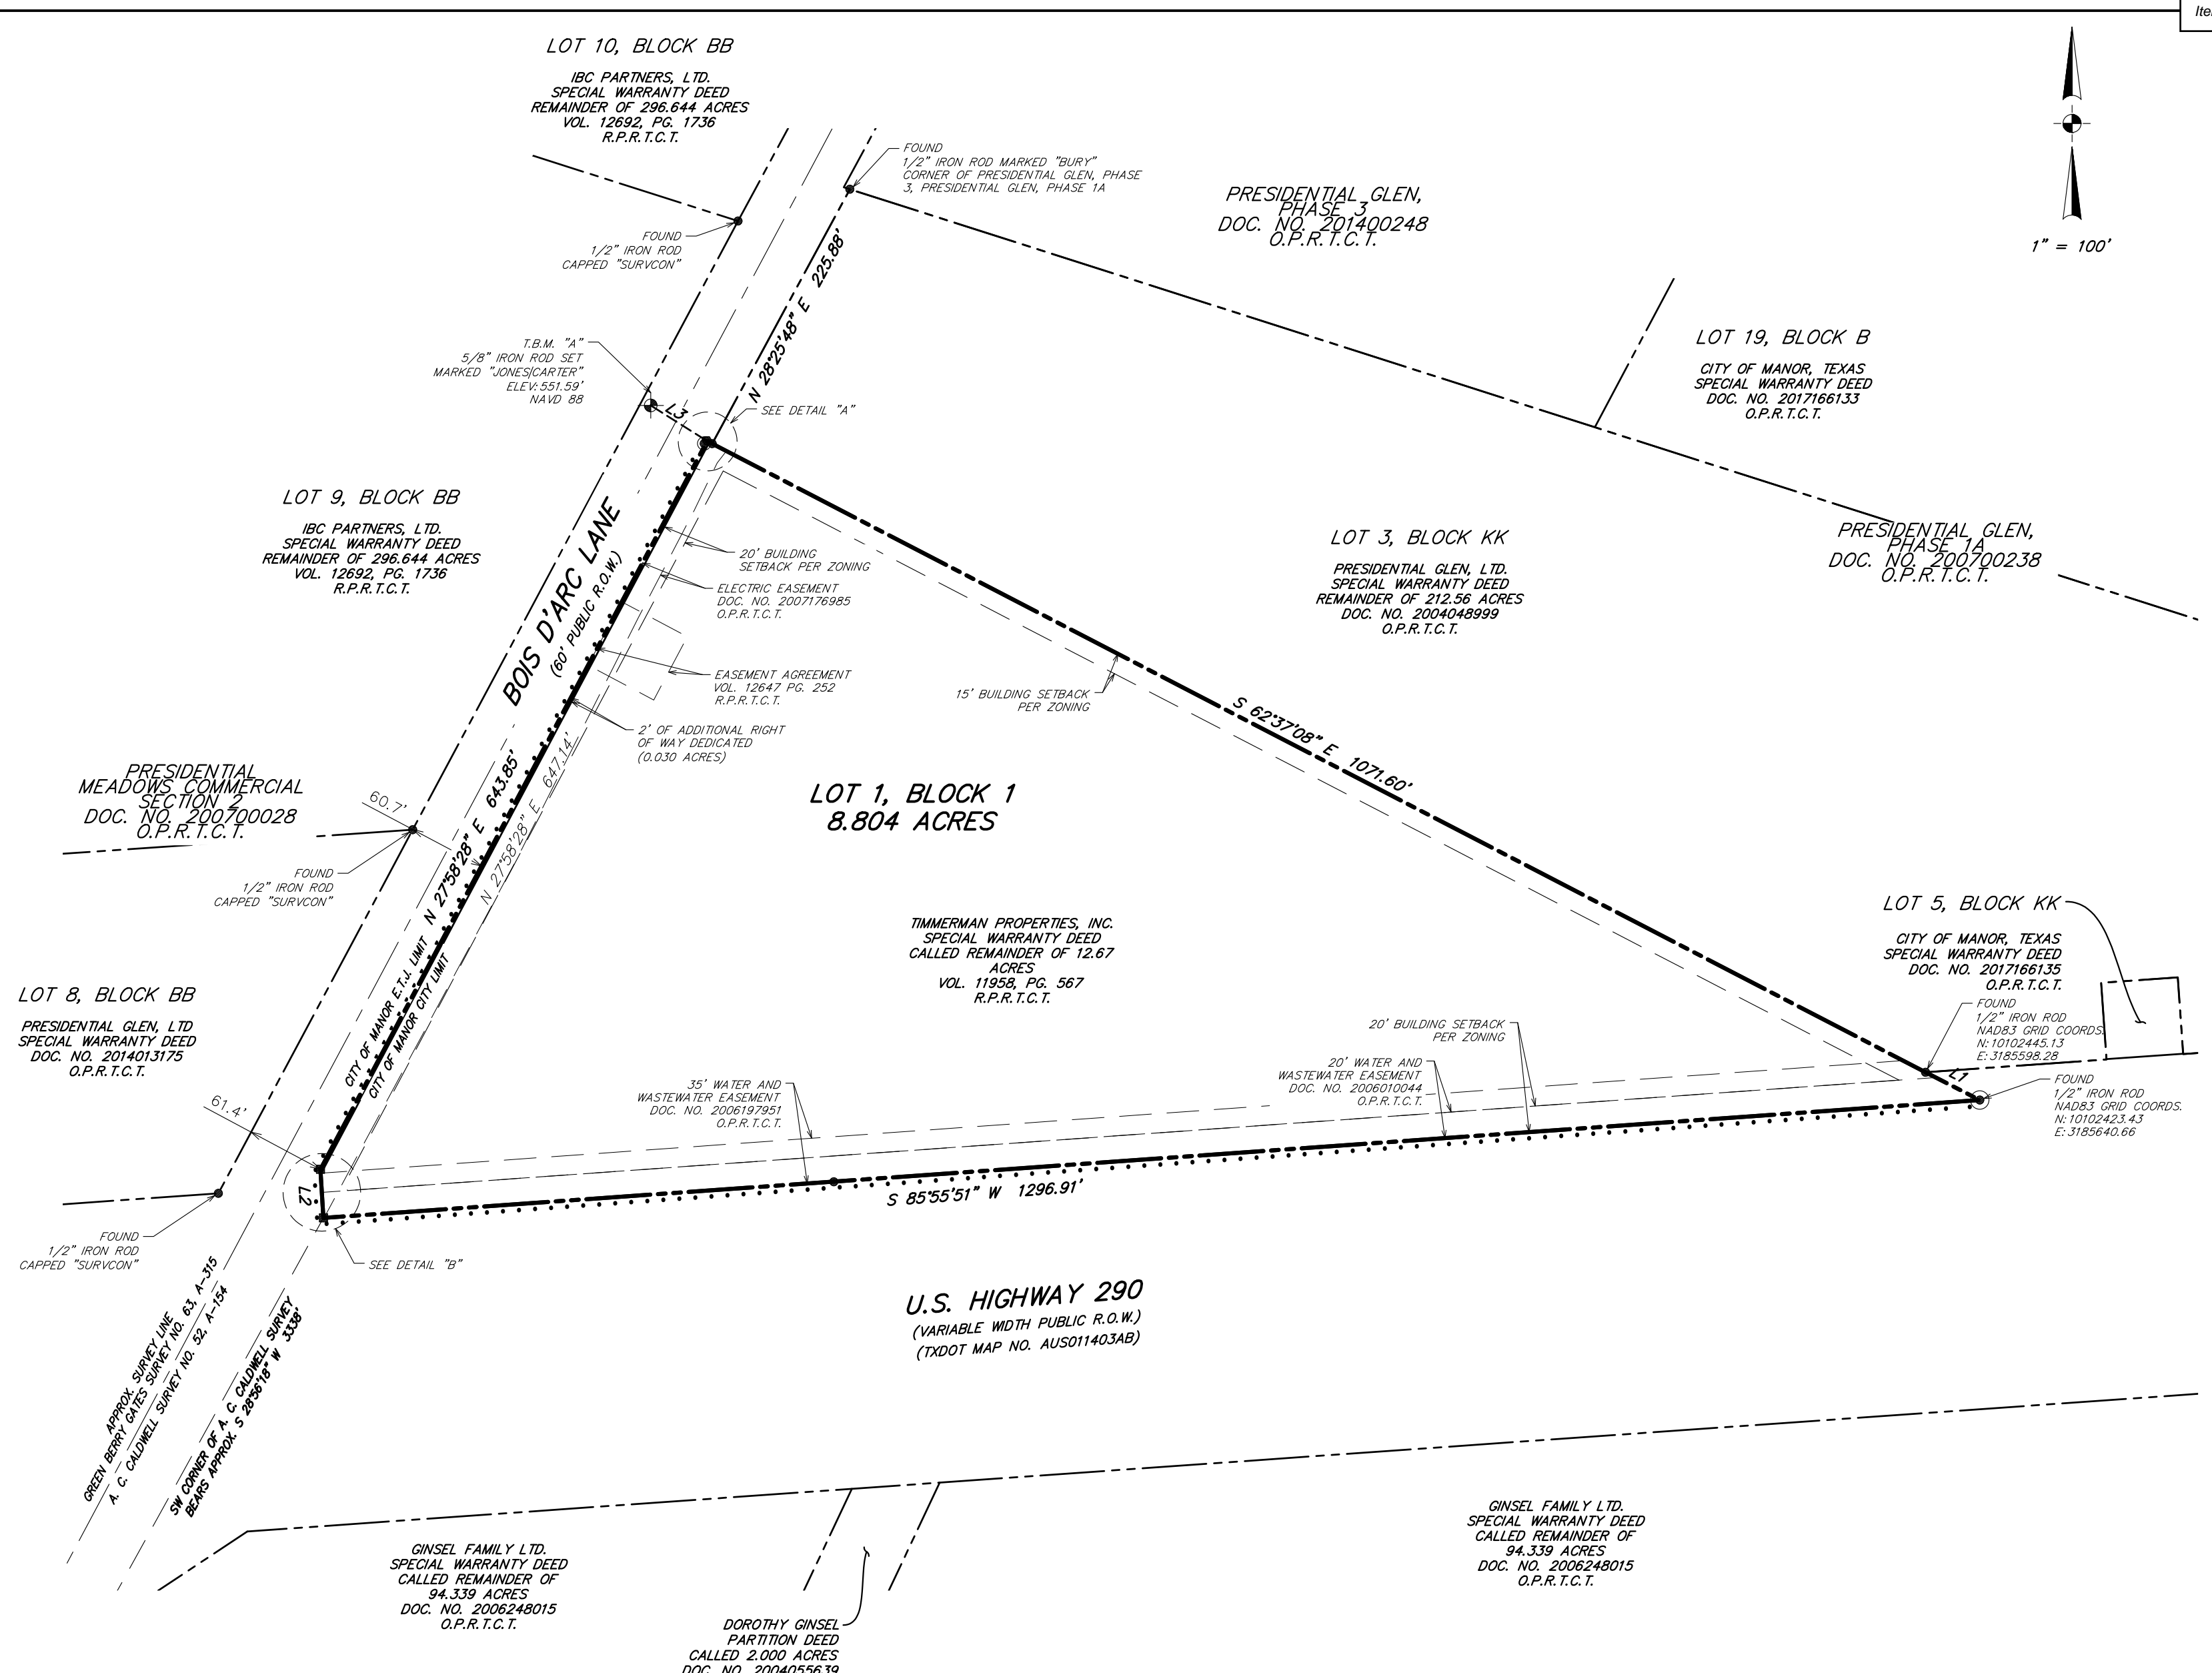 Ite
LOT 10, BLOCK BB
IBC PARTNERS, LTD.
SPECIAL WARRANTY DEED
REMAINDER OF 296.644 ACRES
VOL. 12692, PG. 1736
R.P.R.T.C.T.
FOUND
1/2" IRON ROD MARKED "BURY"
CORNER OF PRESIDENTIAL GLEN, PHASE
3, PRESIDENTIAL GLEN, PHASE 1A
PRESIDENTIAL GLEN,
PHASE 3
DOC. NO. 201400248
O.P.R.T.C.T.
1" = 100'
FOUND
1/2" IRON ROD
CAPPED "SURVCON"
N 28°25'48" E 225.88'
T.B.M. "A"
5/8" IRON ROD SET
MARKED "JONES|CARTER"
ELEV: 551.59'
NAVD 88
L3
SEE DETAIL "A"
LOT 19, BLOCK B
CITY OF MANOR, TEXAS
SPECIAL WARRANTY DEED
DOC. NO. 2017166133
O.P.R.T.C.T.
LOT 9, BLOCK BB
IBC PARTNERS, LTD.
SPECIAL WARRANTY DEED
REMAINDER OF 296.644 ACRES
VOL. 12692, PG. 1736
R.P.R.T.C.T.
BOIS D'ARC LANE
(60' PUBLIC R.O.W.)
20' BUILDING
SETBACK PER ZONING
ELECTRIC EASEMENT
DOC. NO. 2007176985
O.P.R.T.C.T.
EASEMENT AGREEMENT
VOL. 12647 PG. 252
R.P.R.T.C.T.
2' OF ADDITIONAL RIGHT
OF WAY DEDICATED
(0.030 ACRES)
LOT 3, BLOCK KK
PRESIDENTIAL GLEN, LTD.
SPECIAL WARRANTY DEED
REMAINDER OF 212.56 ACRES
DOC. NO. 2004048999
O.P.R.T.C.T.
PRESIDENTIAL GLEN,
PHASE 1A
DOC. NO. 200700238
O.P.R.T.C.T.
15' BUILDING SETBACK
PER ZONING
S 62°37'08" E 1071.60'
PRESIDENTIAL
MEADOWS COMMERCIAL
SECTION 2
DOC. NO. 200700028
O.P.R.T.C.T.
60.7'
N 27°58'28" E 643.85'
N 27°58'28" E 647.14'
LOT 1, BLOCK 1
8.804 ACRES
FOUND
1/2" IRON ROD
CAPPED "SURVCON"
TIMMERMAN PROPERTIES, INC.
SPECIAL WARRANTY DEED
CALLED REMAINDER OF 12.67
ACRES
VOL. 11958, PG. 567
R.P.R.T.C.T.
LOT 5, BLOCK KK
CITY OF MANOR, TEXAS
SPECIAL WARRANTY DEED
DOC. NO. 2017166135
O.P.R.T.C.T.
FOUND
1/2" IRON ROD
NAD83 GRID COORDS.
N: 10102445.13
E: 3185598.28
L1
FOUND
1/2" IRON ROD
NAD83 GRID COORDS.
N: 10102423.43
E: 3185640.66
LOT 8, BLOCK BB
PRESIDENTIAL GLEN, LTD
SPECIAL WARRANTY DEED
DOC. NO. 2014013175
O.P.R.T.C.T.
CITY OF MANOR E.T.J. LIMIT
CITY OF MANOR CITY LIMIT
20' BUILDING SETBACK
PER ZONING
20' WATER AND
WASTEWATER EASEMENT
DOC. NO. 2006010044
O.P.R.T.C.T.
35' WATER AND
WASTEWATER EASEMENT
DOC. NO. 2006197951
O.P.R.T.C.T.
61.4'
L2
S 85°55'51" W 1296.91'
FOUND
1/2" IRON ROD
CAPPED "SURVCON"
SEE DETAIL "B"
U.S. HIGHWAY 290
(VARIABLE WIDTH PUBLIC R.O.W.)
(TXDOT MAP NO. AUS011403AB)
APPROX. SURVEY LINE
GREEN BERRY GATES SURVEY NO. 63, A-315
A. C. CALDWELL SURVEY NO. 52, A-154
SW CORNER OF A. C. CALDWELL SURVEY
BEARS APPROX. S 28°56'18" W 3338'
GINSEL FAMILY LTD.
SPECIAL WARRANTY DEED
CALLED REMAINDER OF
94.339 ACRES
DOC. NO. 2006248015
O.P.R.T.C.T.
GINSEL FAMILY LTD.
SPECIAL WARRANTY DEED
CALLED REMAINDER OF
94.339 ACRES
DOC. NO. 2006248015
O.P.R.T.C.T.
DOROTHY GINSEL
PARTITION DEED
CALLED 2.000 ACRES
DOC. NO. 2004055639